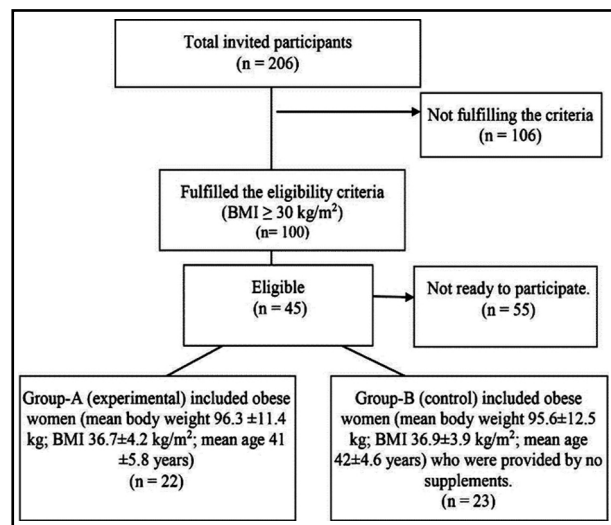 Total invited participants
(n = 206)
Not fulfilling the criteria
(n = 106)
Fulfilled the eligibility criteria
(BMI ≥ 30 kg/m²)
(n= 100)
Eligible
(n = 45)
Not ready to participate.
(n = 55)
Group-A (experimental) included obese
women (mean body weight 96.3 ±11.4
kg; BMI 36.7±4.2 kg/m²; mean age 41
±5.8 years)
(n = 22)
Group-B (control) included obese
women (mean body weight 95.6±12.5
kg; BMI 36.9±3.9 kg/m²; mean age
42±4.6 years) who were provided by no
supplements.
(n = 23)